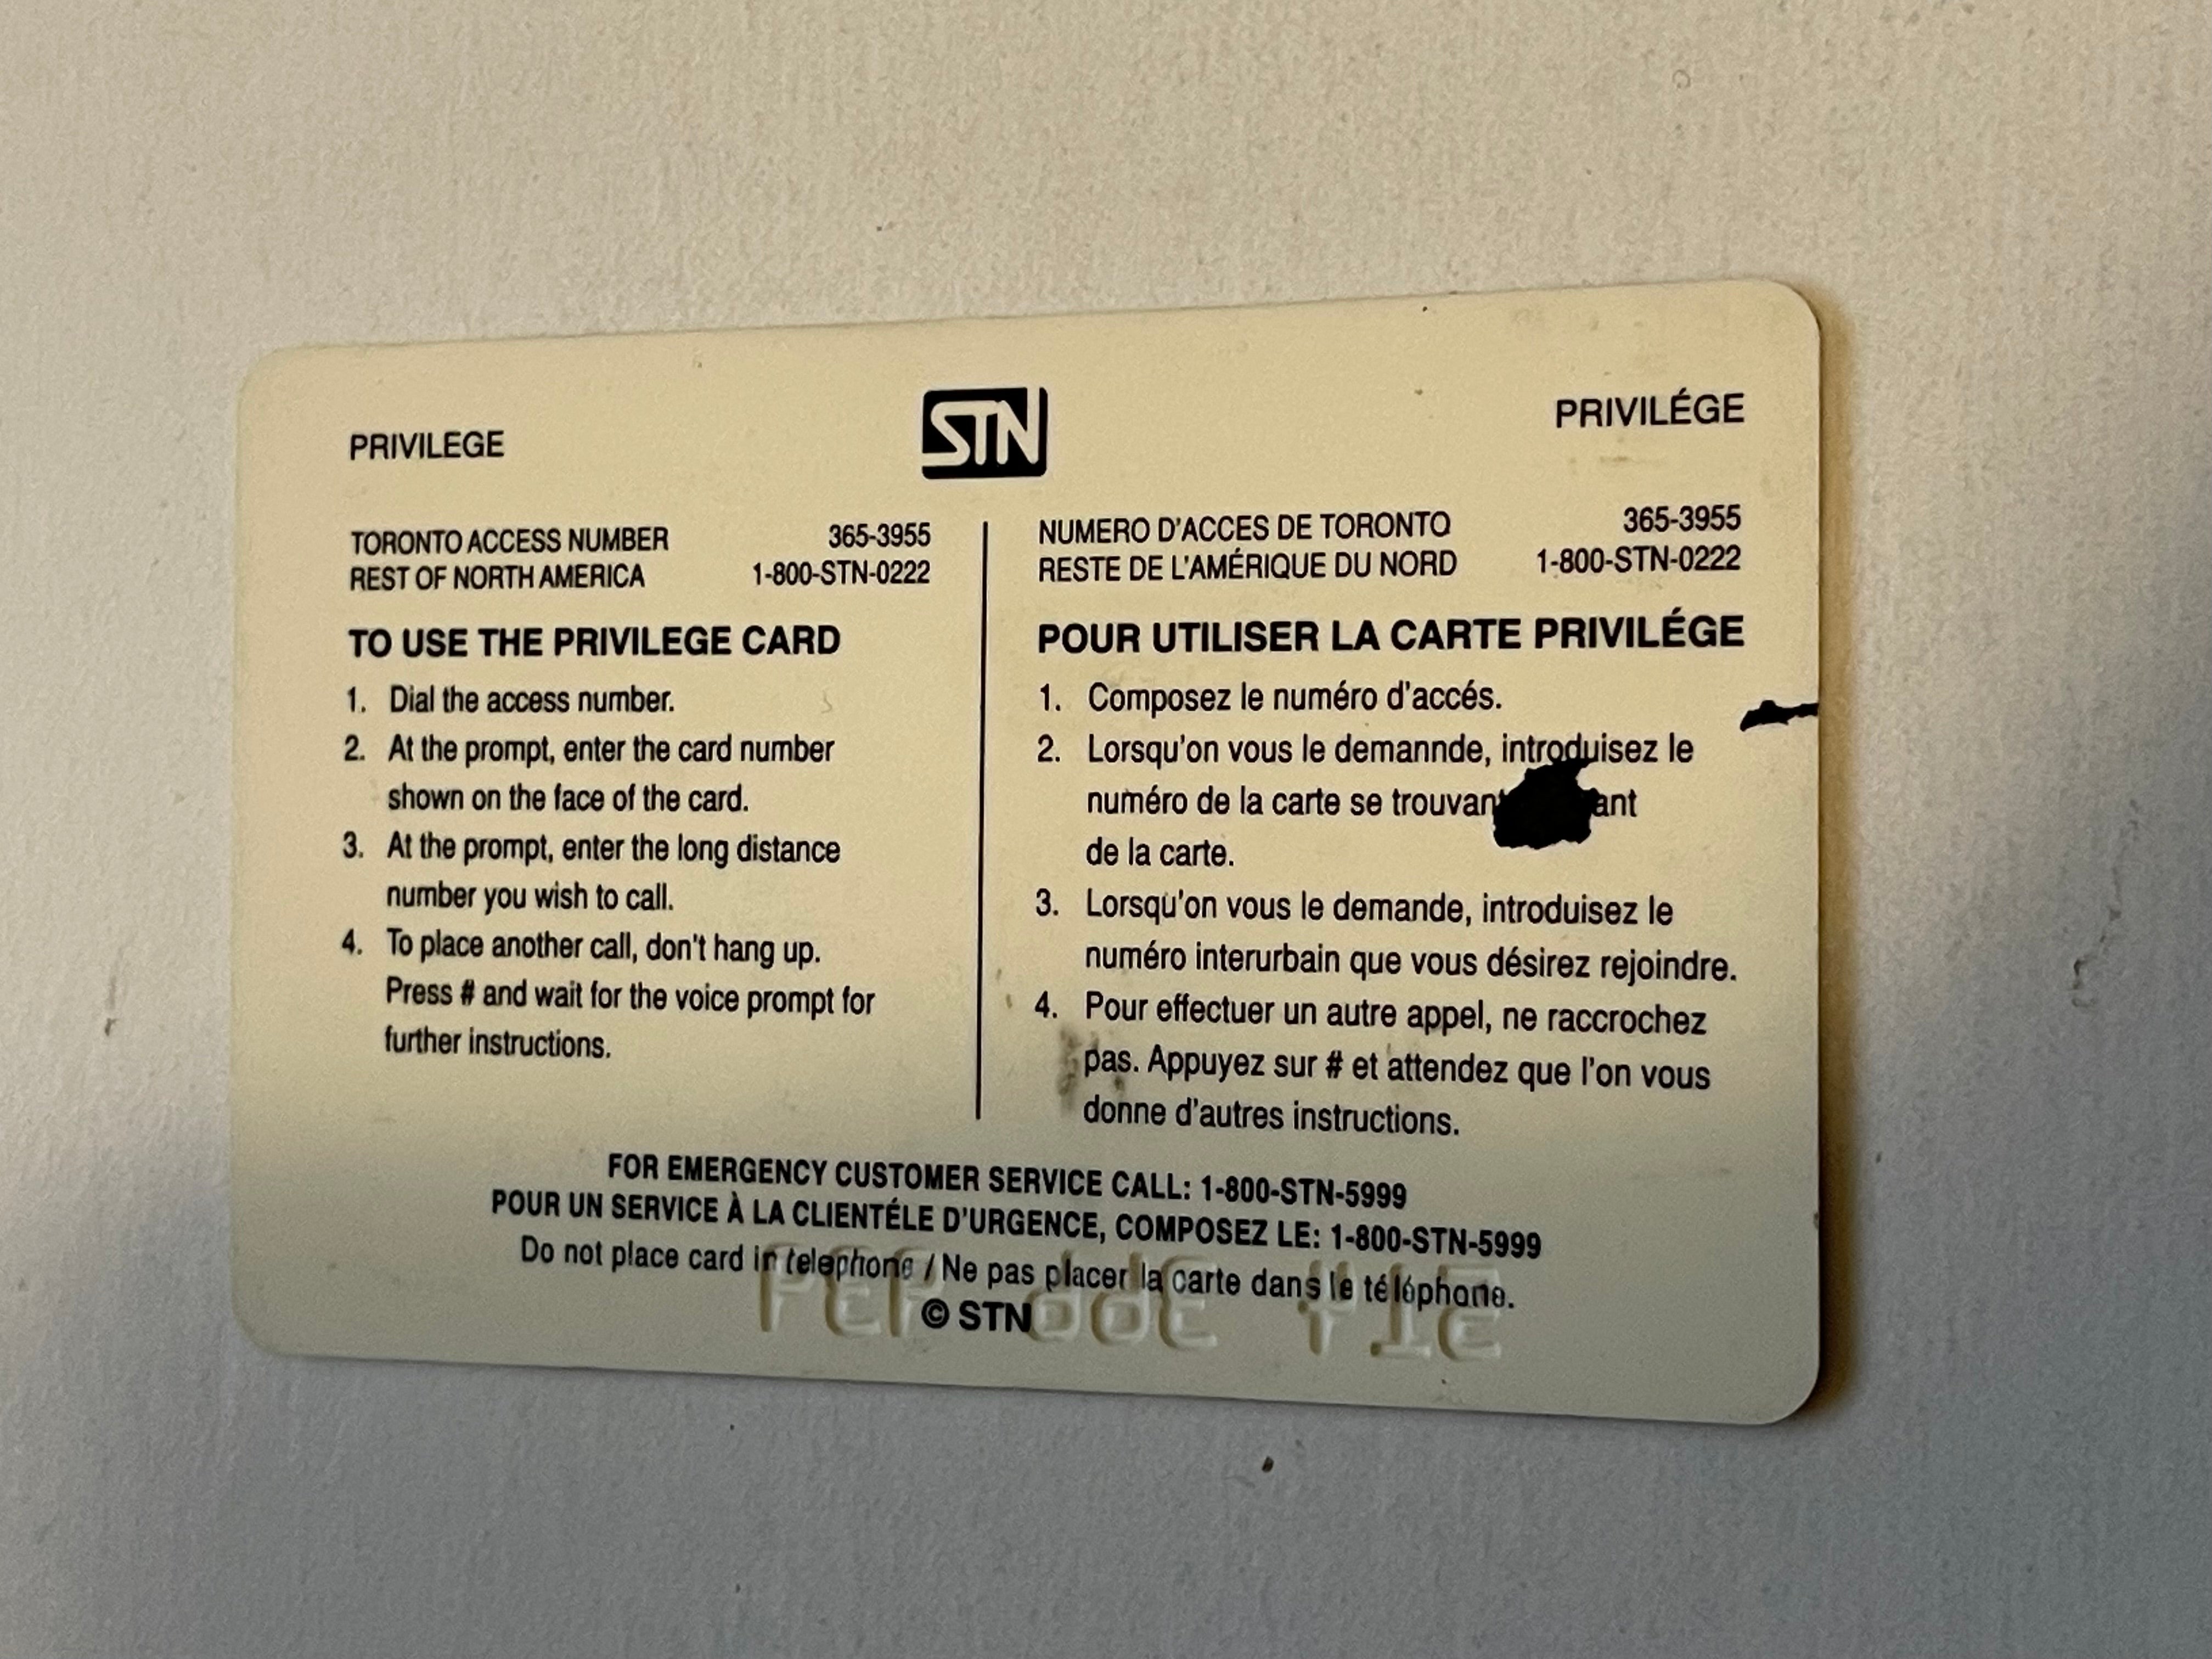 PRIVILEGE
STN
PRIVILÉGE
TORONTO ACCESS NUMBER 365-3955
REST OF NORTH AMERICA 1-800-STN-0222
TO USE THE PRIVILEGE CARD
1. Dial the access number.
2. At the prompt, enter the card number
shown on the face of the card.
3. At the prompt, enter the long distance
number you wish to call.
4. To place another call, don't hang up.
Press # and wait for the voice prompt for
further instructions.
NUMERO D'ACCES DE TORONTO 365-3955
RESTE DE L'AMÉRIQUE DU NORD 1-800-STN-0222
POUR UTILISER LA CARTE PRIVILÉGE
1. Composez le numéro d'accés.
2. Lorsqu'on vous le demannde, introduisez le
numéro de la carte se trouvant
de la carte.
3. Lorsqu'on vous le demande, introduisez le
numéro interurbain que vous désirez rejoindre.
4. Pour effectuer un autre appel, ne raccrochez
pas. Appuyez sur # et attendez que l'on vous
donne d'autres instructions.
FOR EMERGENCY CUSTOMER SERVICE CALL: 1-800-STN-5999
POUR UN SERVICE À LA CLIENTÉLE D'URGENCE, COMPOSEZ LE: 1-800-STN-5999
Do not place card in telephone / Ne pas placer la carte dans le téléphone.
© STN